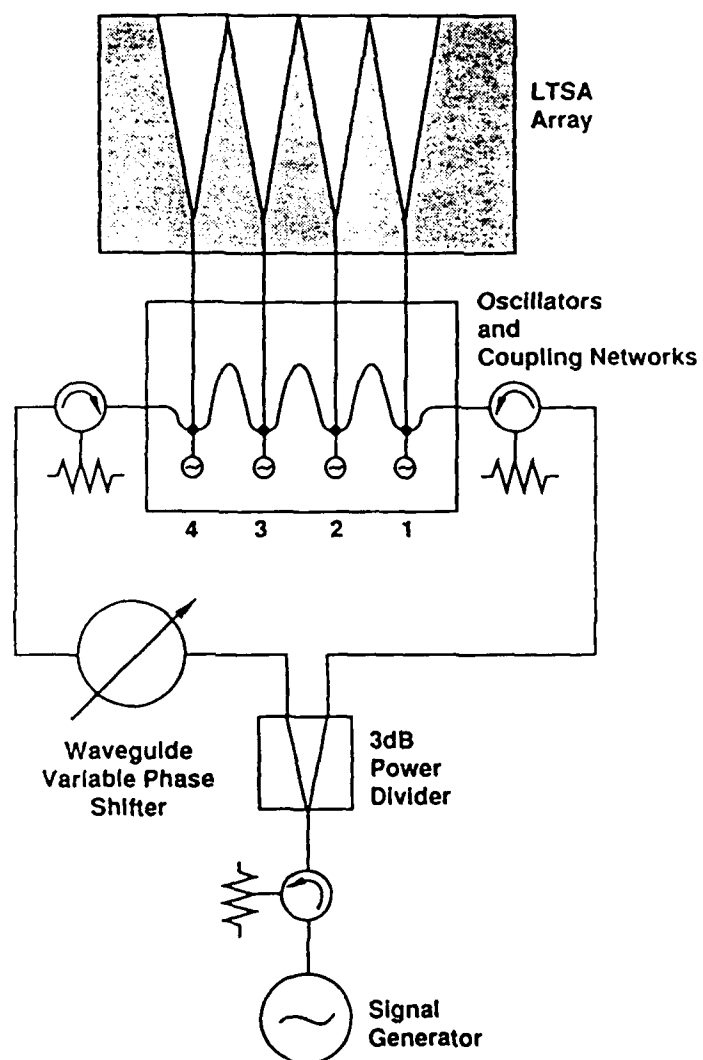 LTSA
Array
Oscillators
and
Coupling Networks
4 3 2 1
Waveguide
Variable Phase
Shifter
3dB
Power
Divider
Signal
Generator